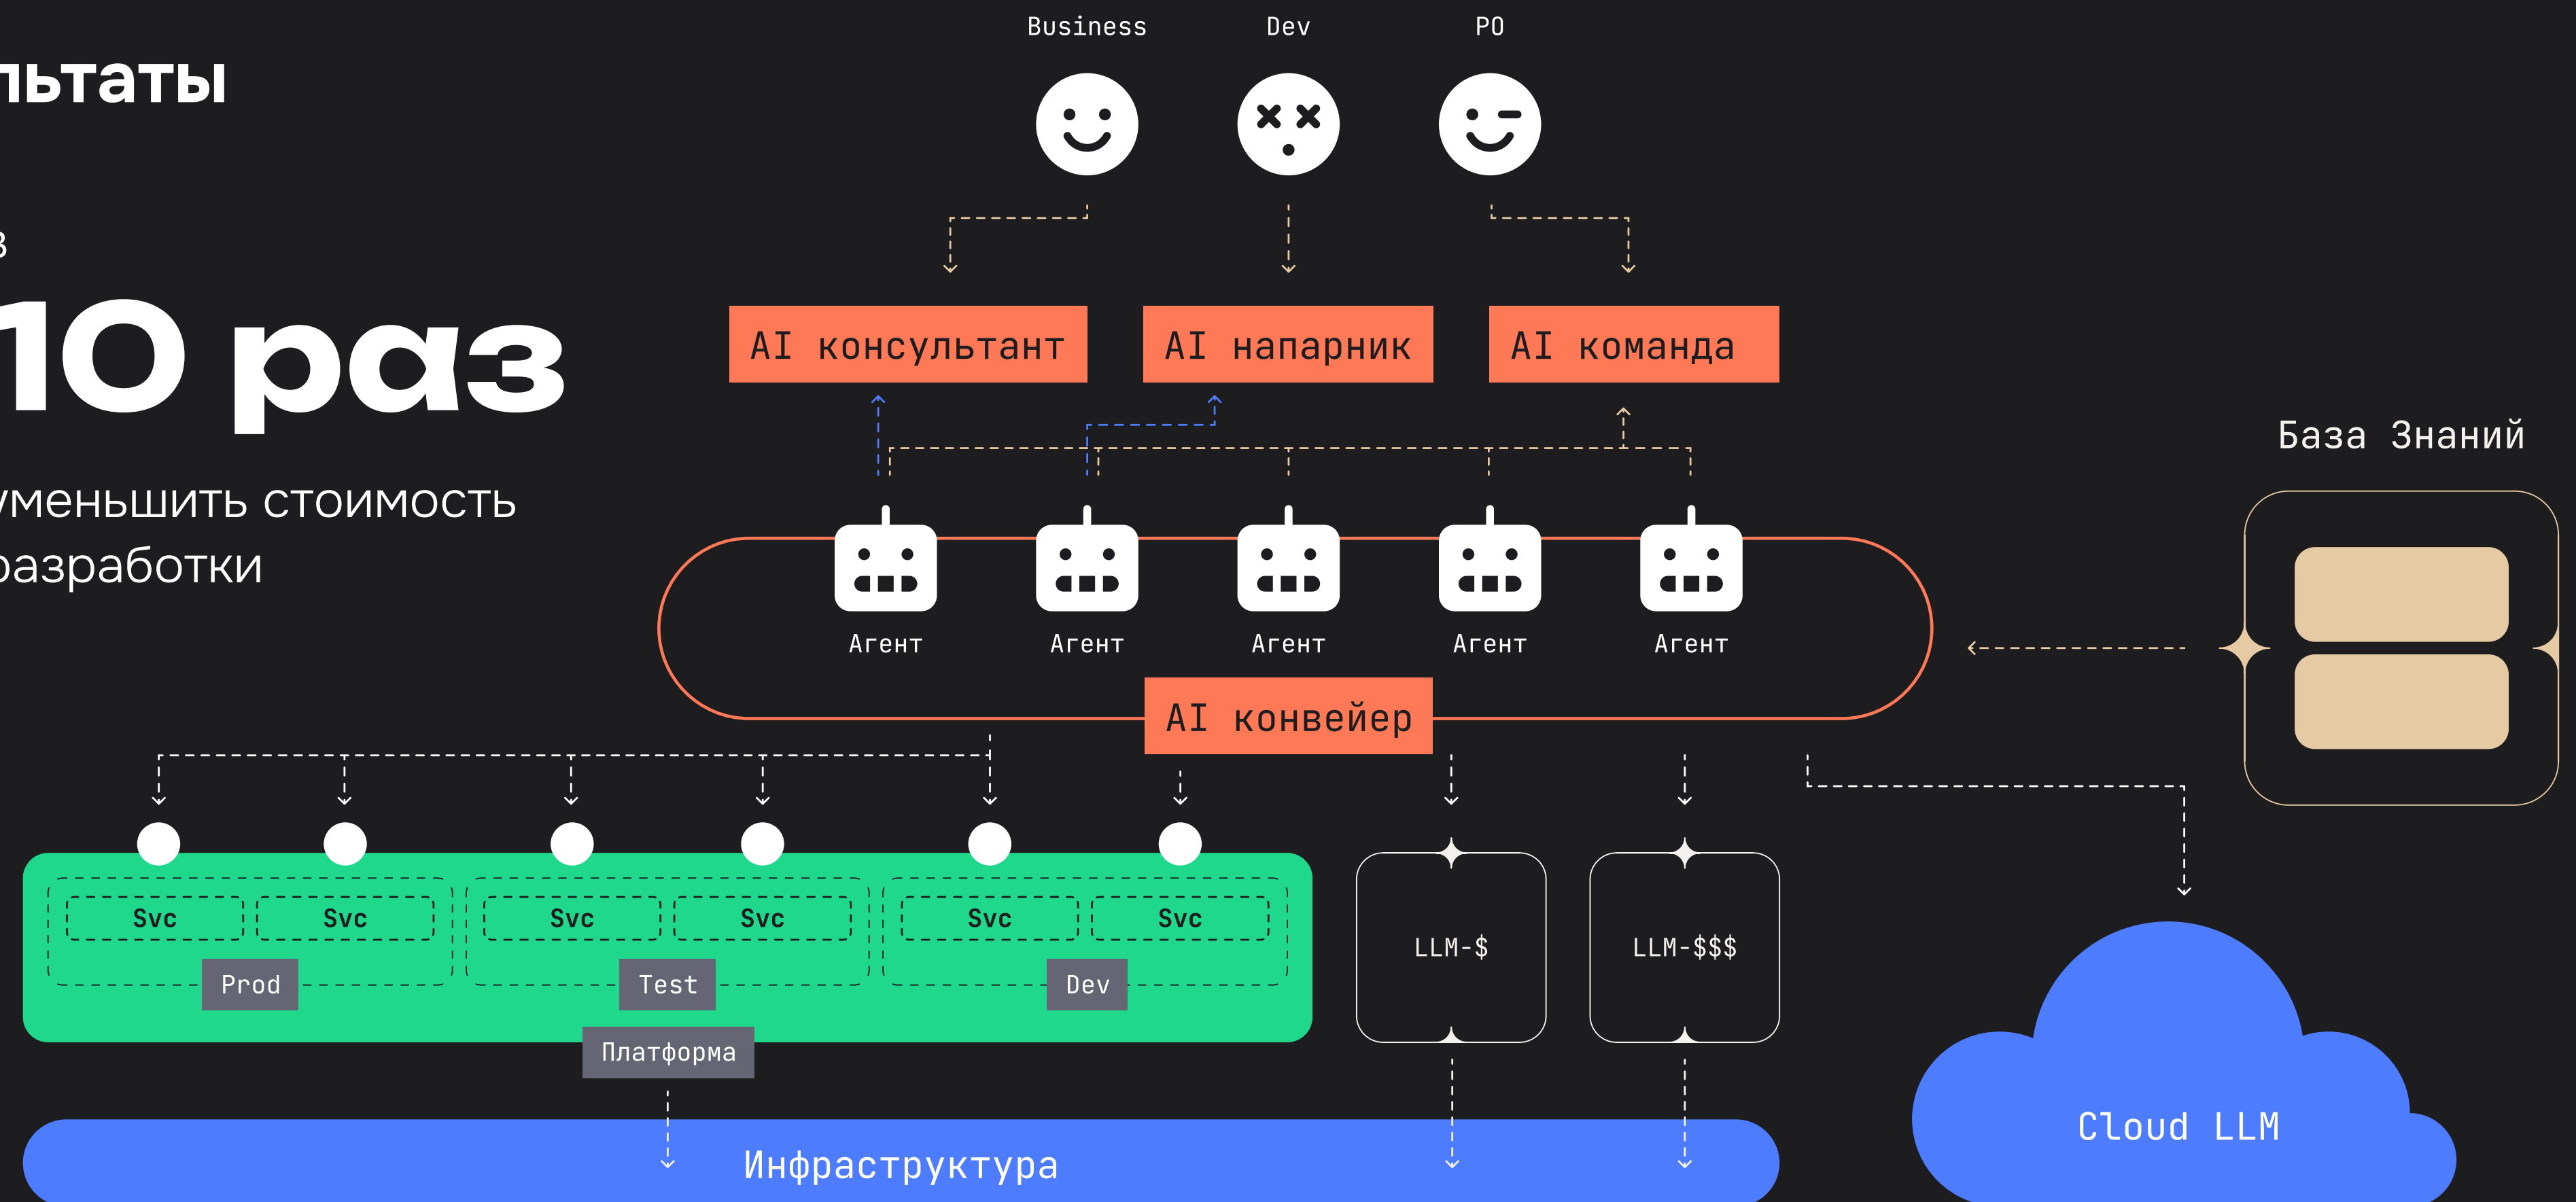 Business
Dev
PO
льтаты
в
10 раз
уменьшить стоимость
разработки
AI консультант
AI напарник
AI команда
База Знаний
Агент
Агент
Агент
Агент
Агент
AI конвейер
Svc
Svc
Svc
Svc
Svc
Svc
Prod
Test
Dev
Платформа
LLM-$
LLM-$$$
Инфраструктура
Cloud LLM